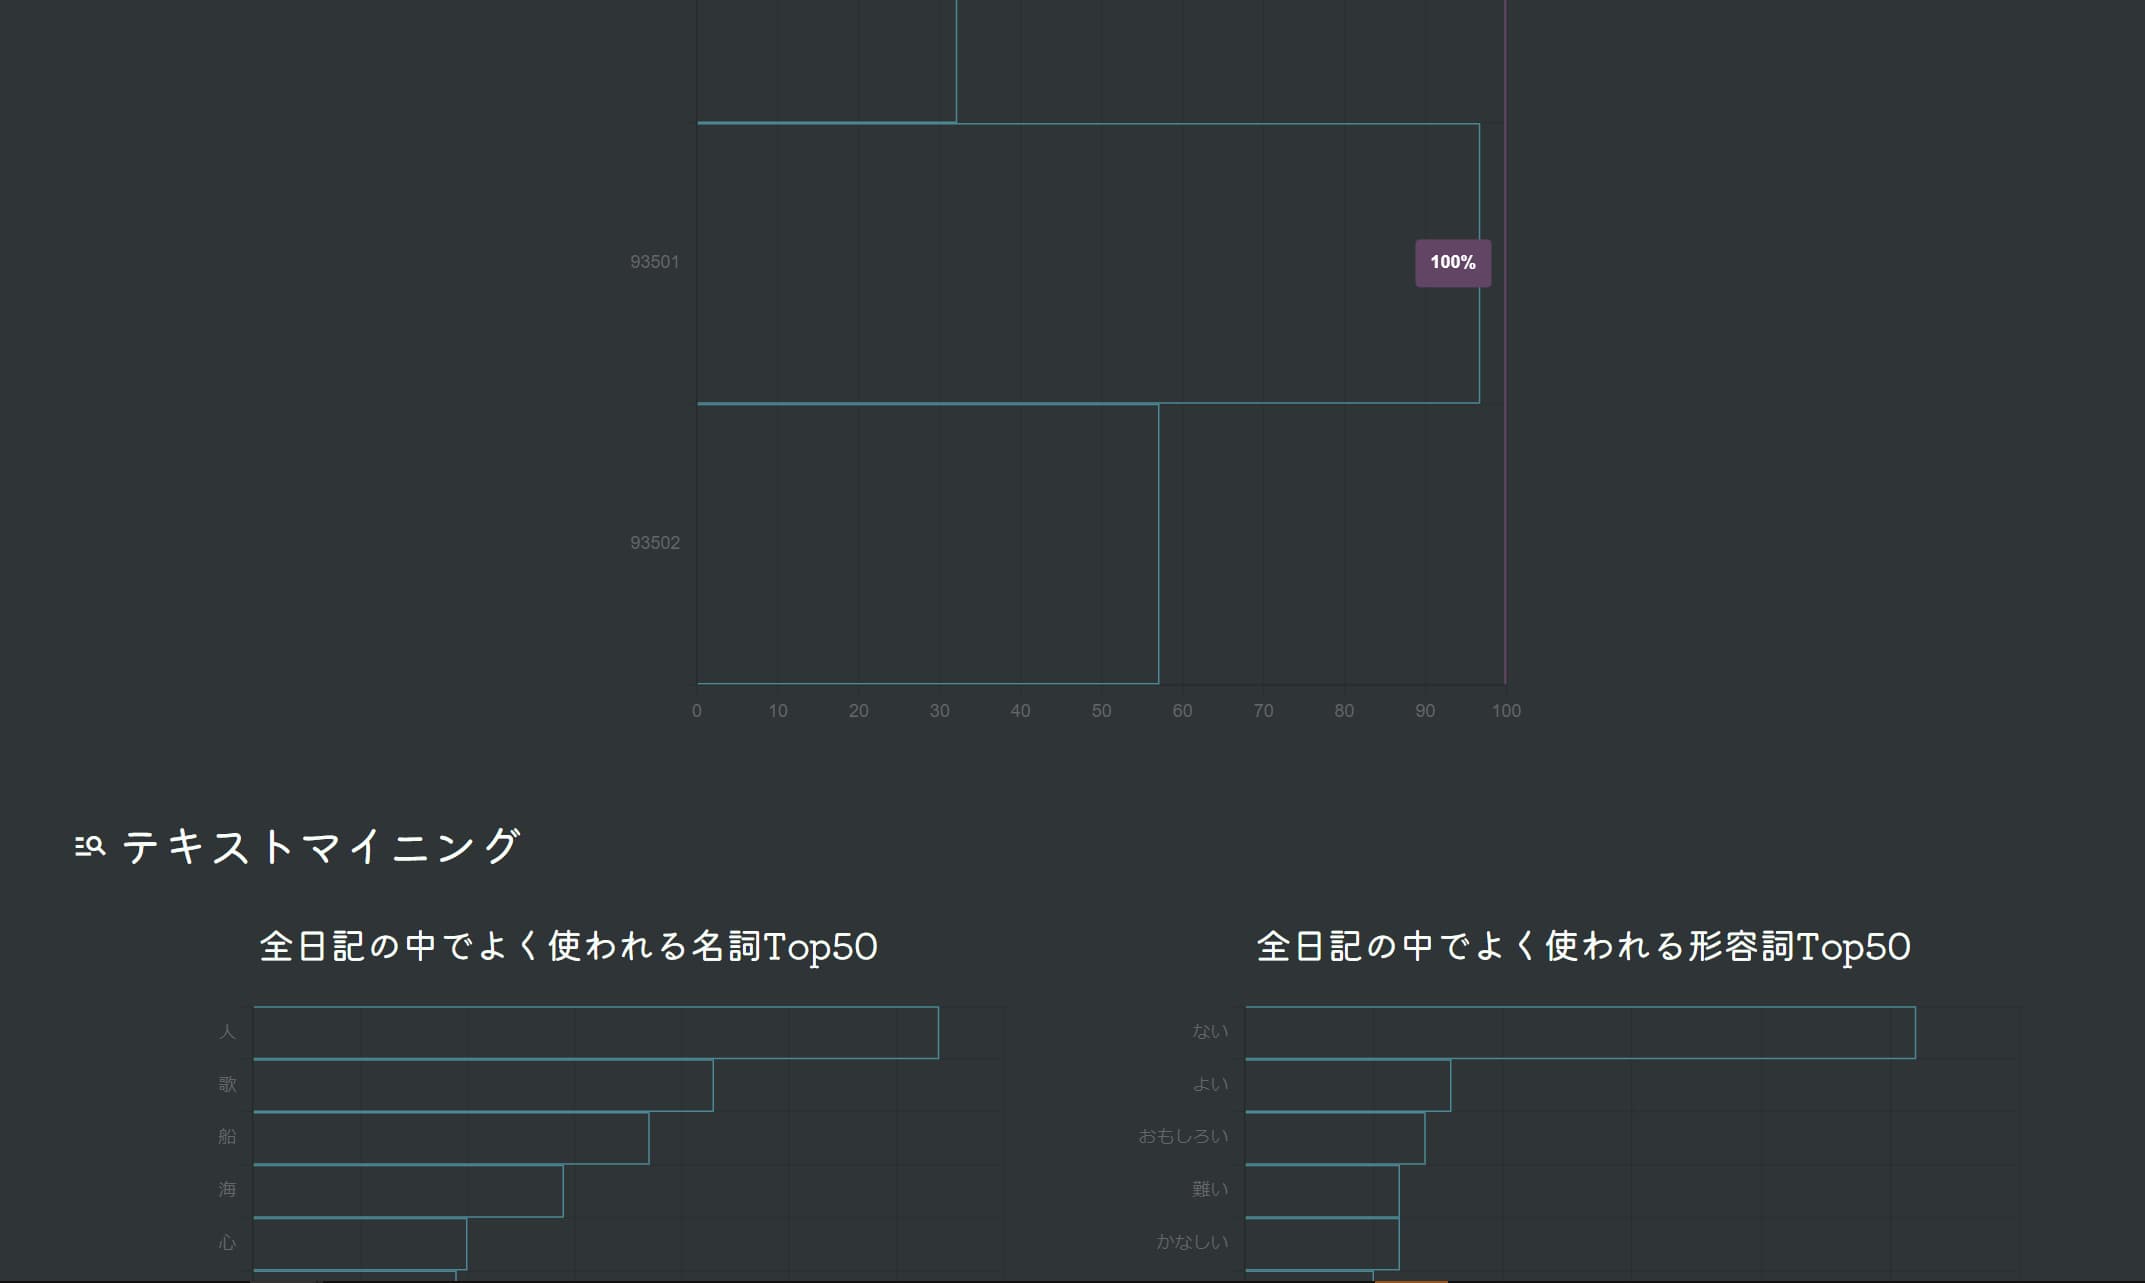 93501
100%
93502
0 10 20 30 40 50 60 70 80 90 100
テキストマイニング
全日記の中でよく使われる名詞Top50
人
歌
船
海
心
全日記の中でよく使われる形容詞Top50
ない
よい
おもしろい
難い
かなしい